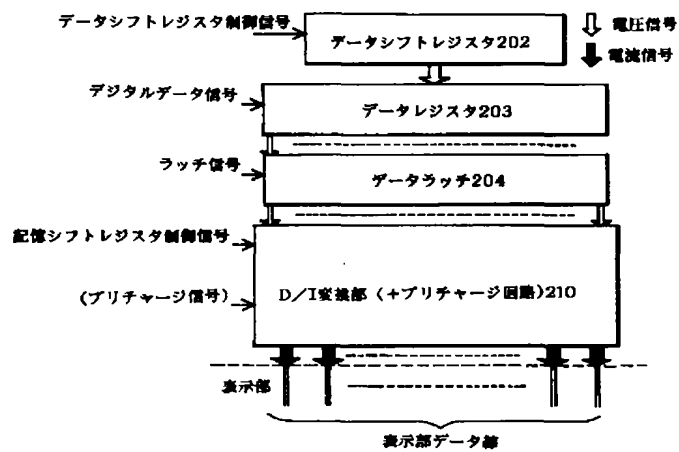 データシフトレジスタ制御信号
データシフトレジスタ202
電圧信号
電流信号
デジタルデータ信号
データレジスタ203
ラッチ信号
データラッチ204
記憶シフトレジスタ制御信号
(プリチャージ信号)
D/I変換部(+プリチャージ回路)210
表示部
表示部データ線